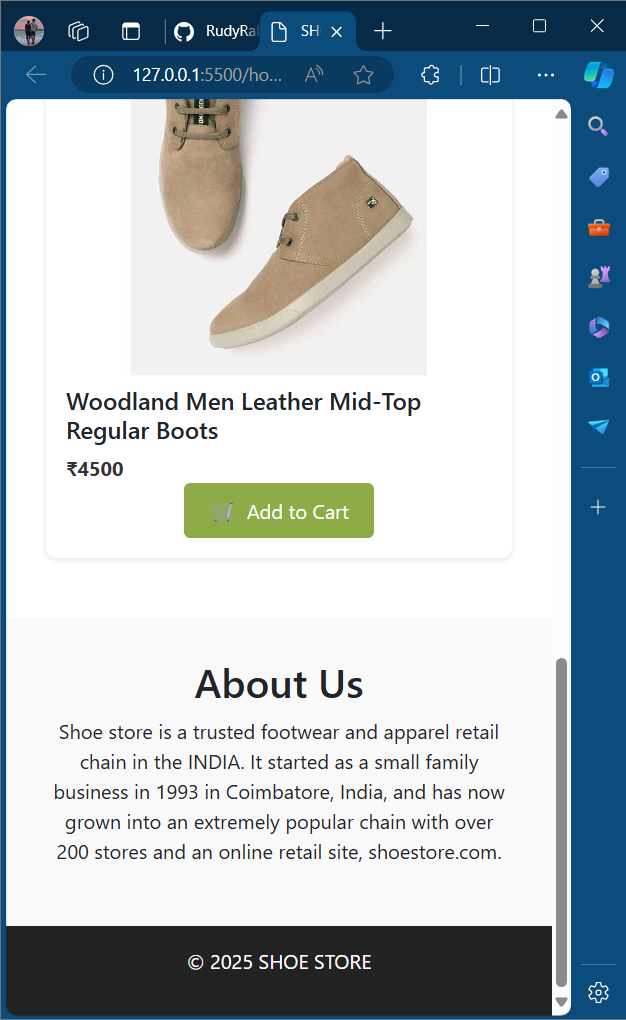 RudyRa
SH
127.0.0.1:5500/ho...
Woodland Men Leather Mid-Top
Regular Boots
₹4500
🛒 Add to Cart
About Us
Shoe store is a trusted footwear and apparel retail
chain in the INDIA. It started as a small family
business in 1993 in Coimbatore, India, and has now
grown into an extremely popular chain with over
200 stores and an online retail site, shoestore.com.
© 2025 SHOE STORE